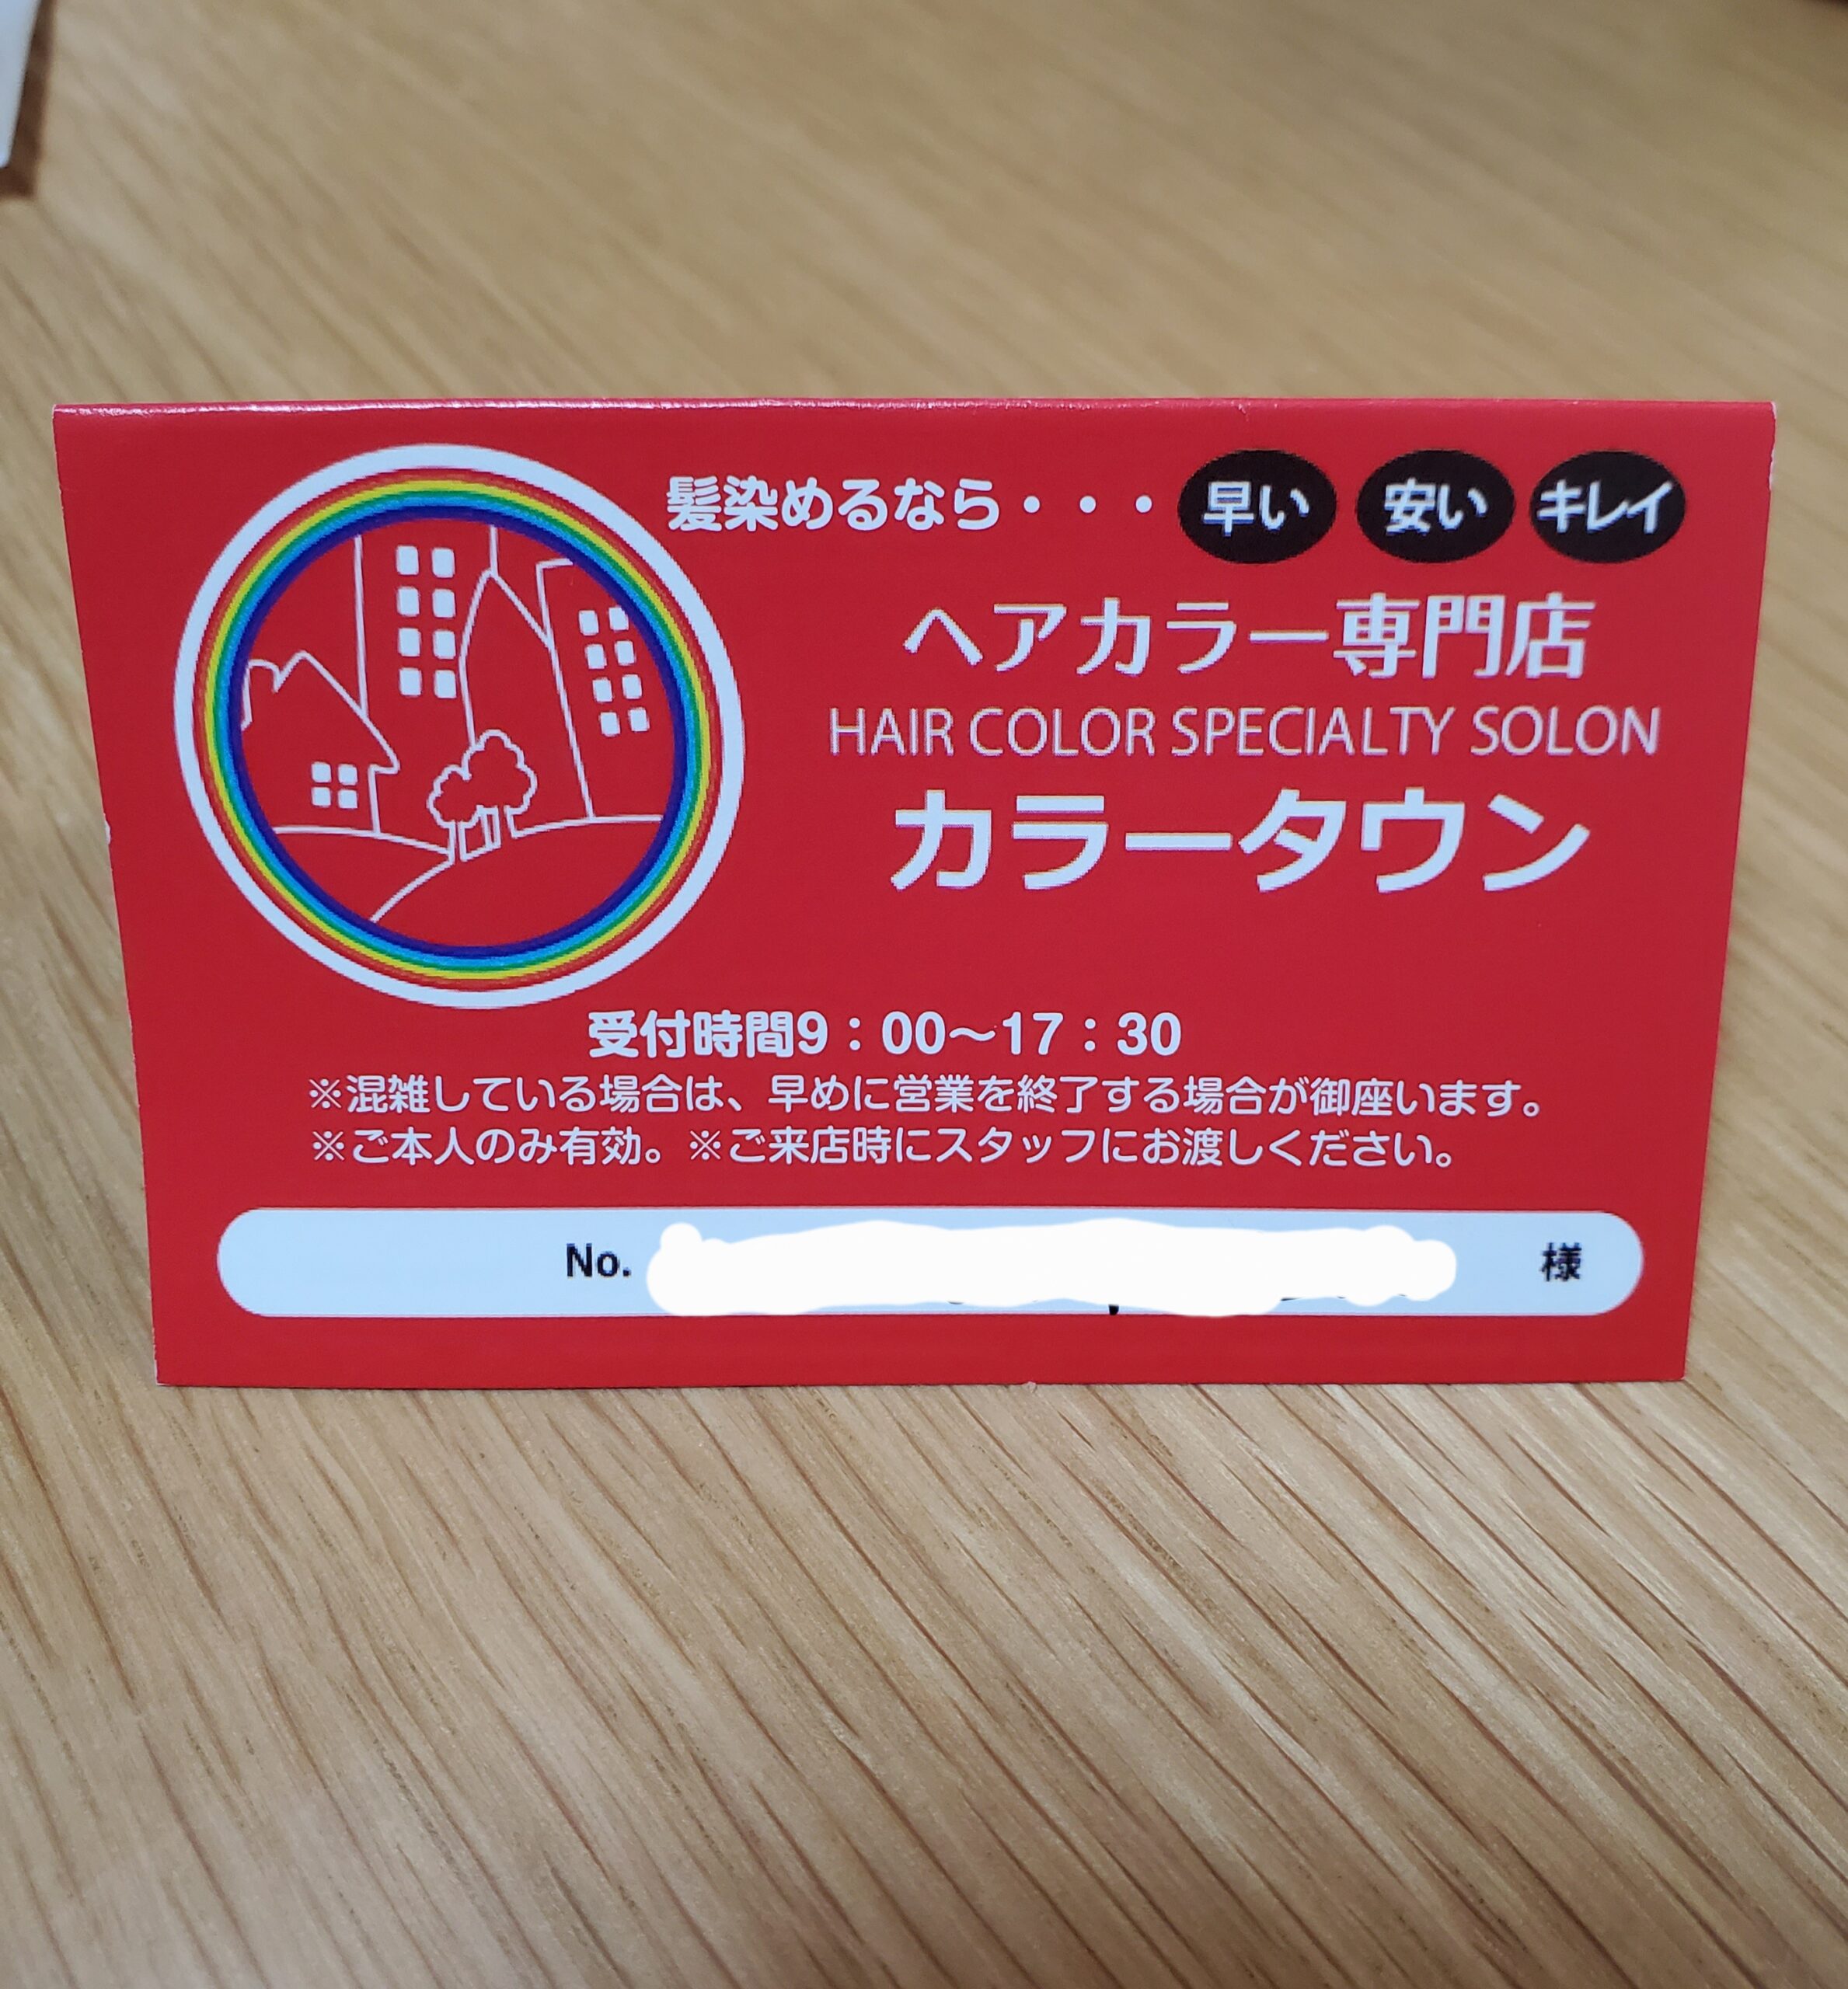 髪染めるなら・・・ 早い 安い キレイ
ヘアカラー専門店
HAIR COLOR SPECIALTY SOLON
カラータウン
受付時間9：00～17：30
※混雑している場合は、早めに営業を終了する場合が御座います。
※ご本人のみ有効。※ご来店時にスタッフにお渡しください。
No. 様